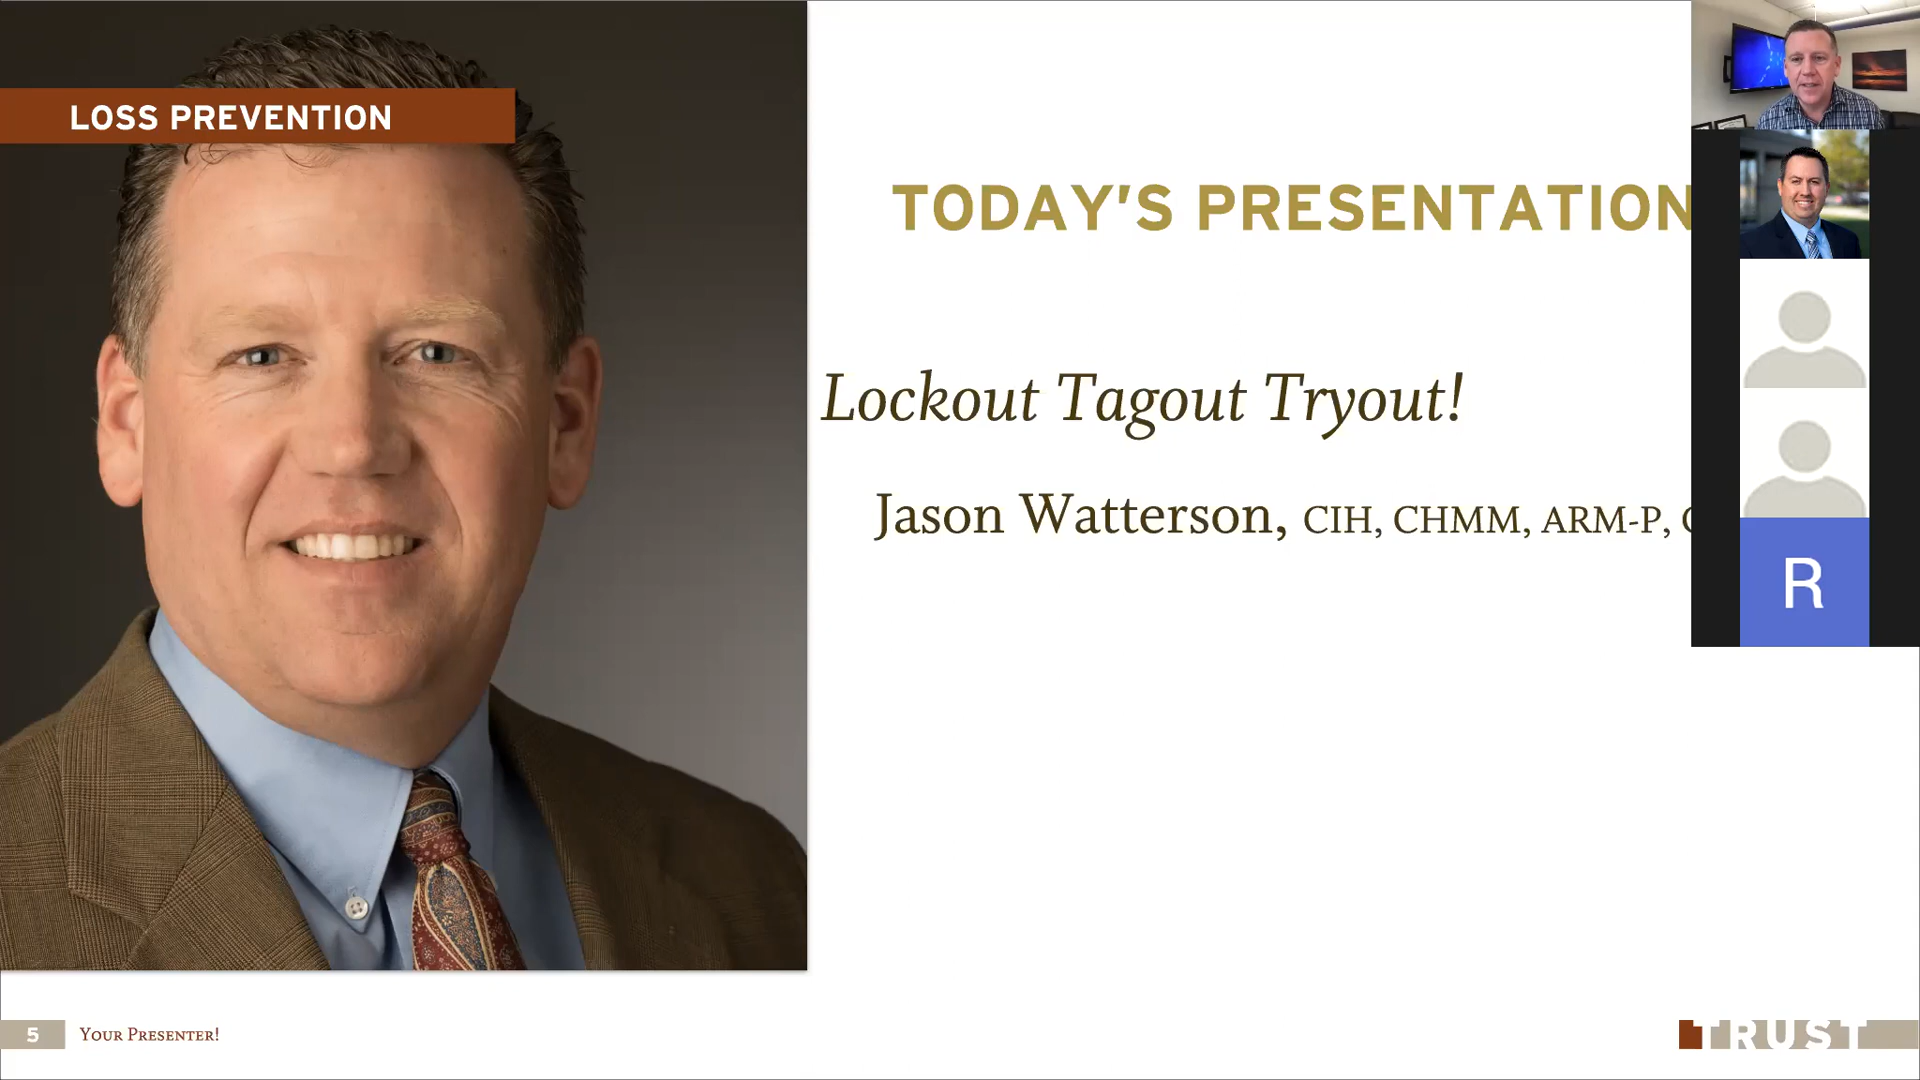 LOSS PREVENTION
TODAY'S PRESENTATION
Lockout Tagout Tryout!
Jason Watterson, CIH, CHMM, ARM-P,
R
5
Your Presenter!
TRUST